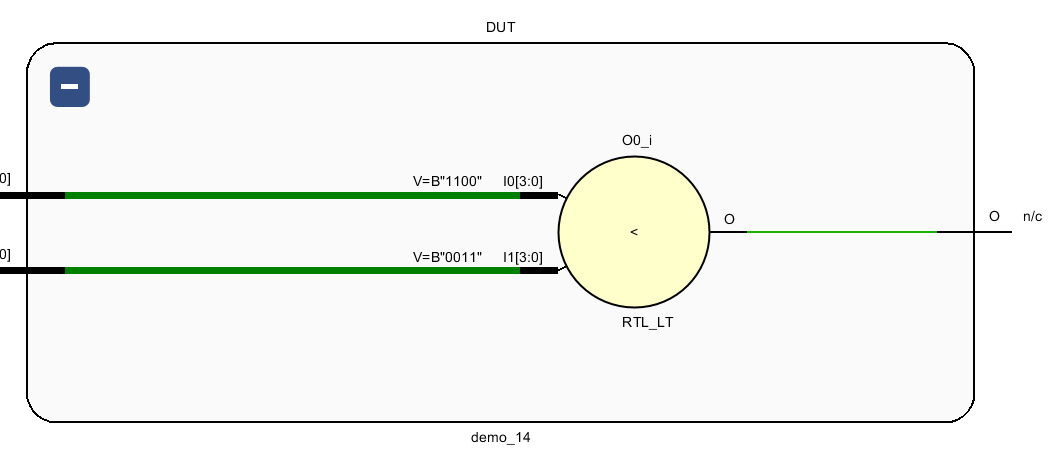 DUT
O0_i
0]
V=B"1100" I0[3:0]
O
O n/c
<
0]
V=B"0011" I1[3:0]
RTL_LT
demo_14